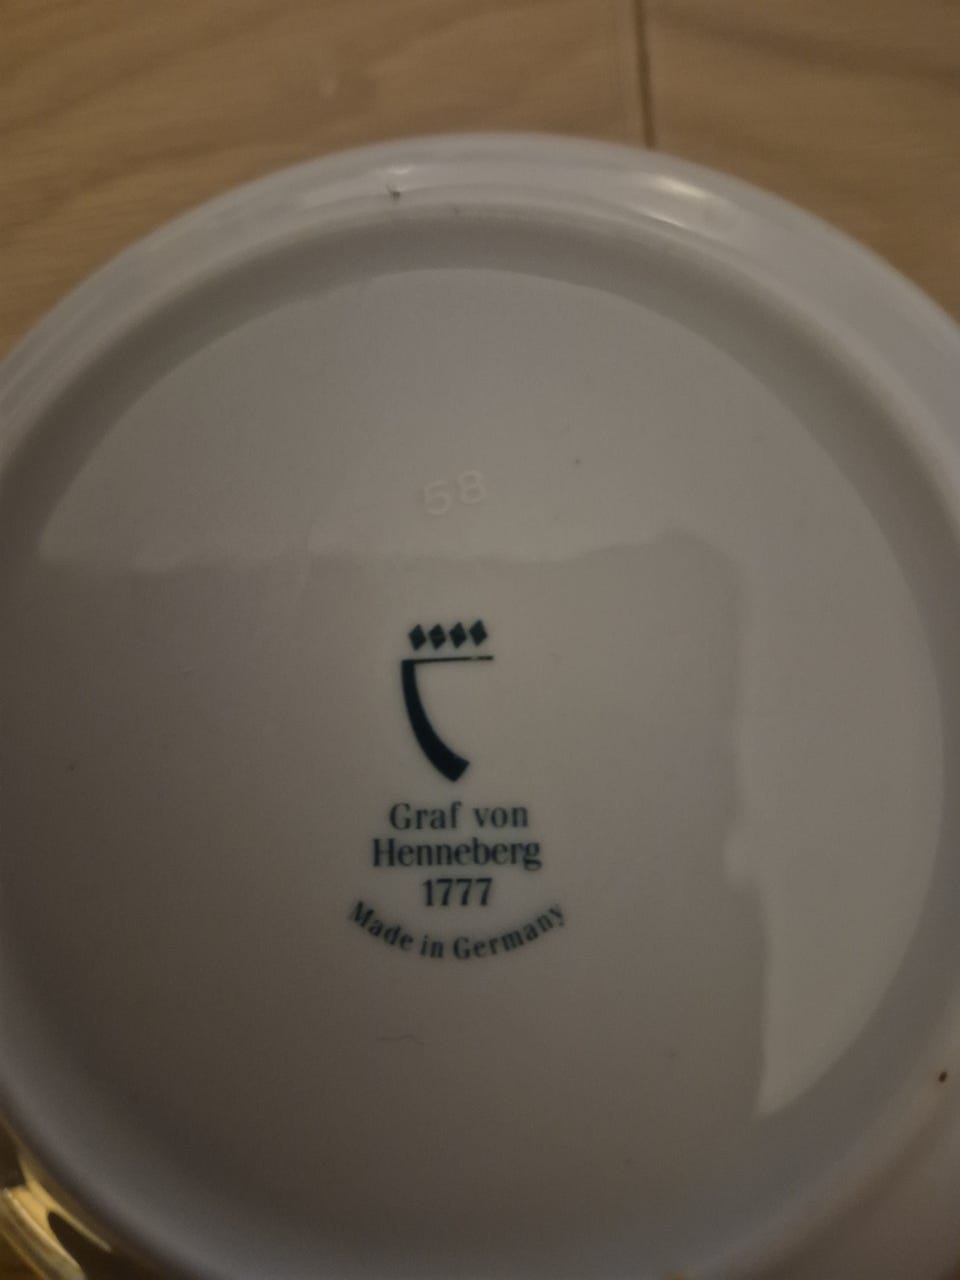 58
Graf von
Henneberg
1777
Made in Germany